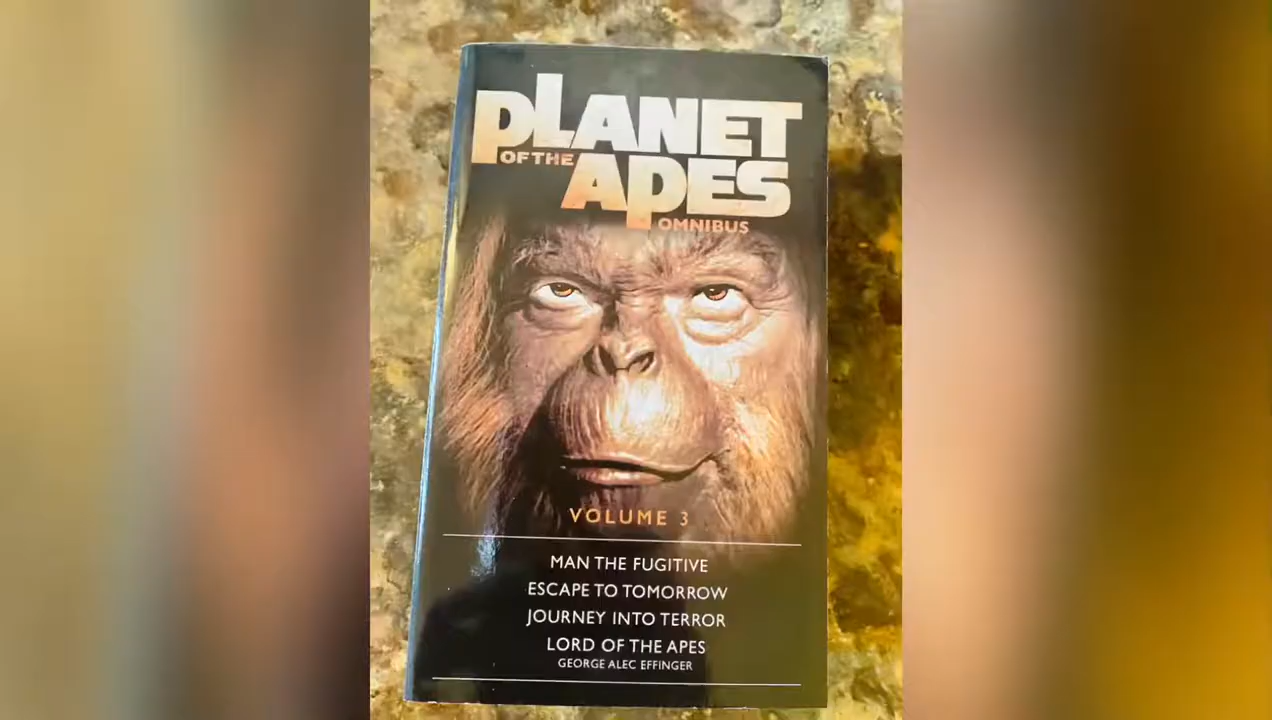 PLANET
OF THE
APES
OMNIBUS
VOLUME 3
MAN THE FUGITIVE
ESCAPE TO TOMORROW
JOURNEY INTO TERROR
LORD OF THE APES
GEORGE ALEC EFFINGER